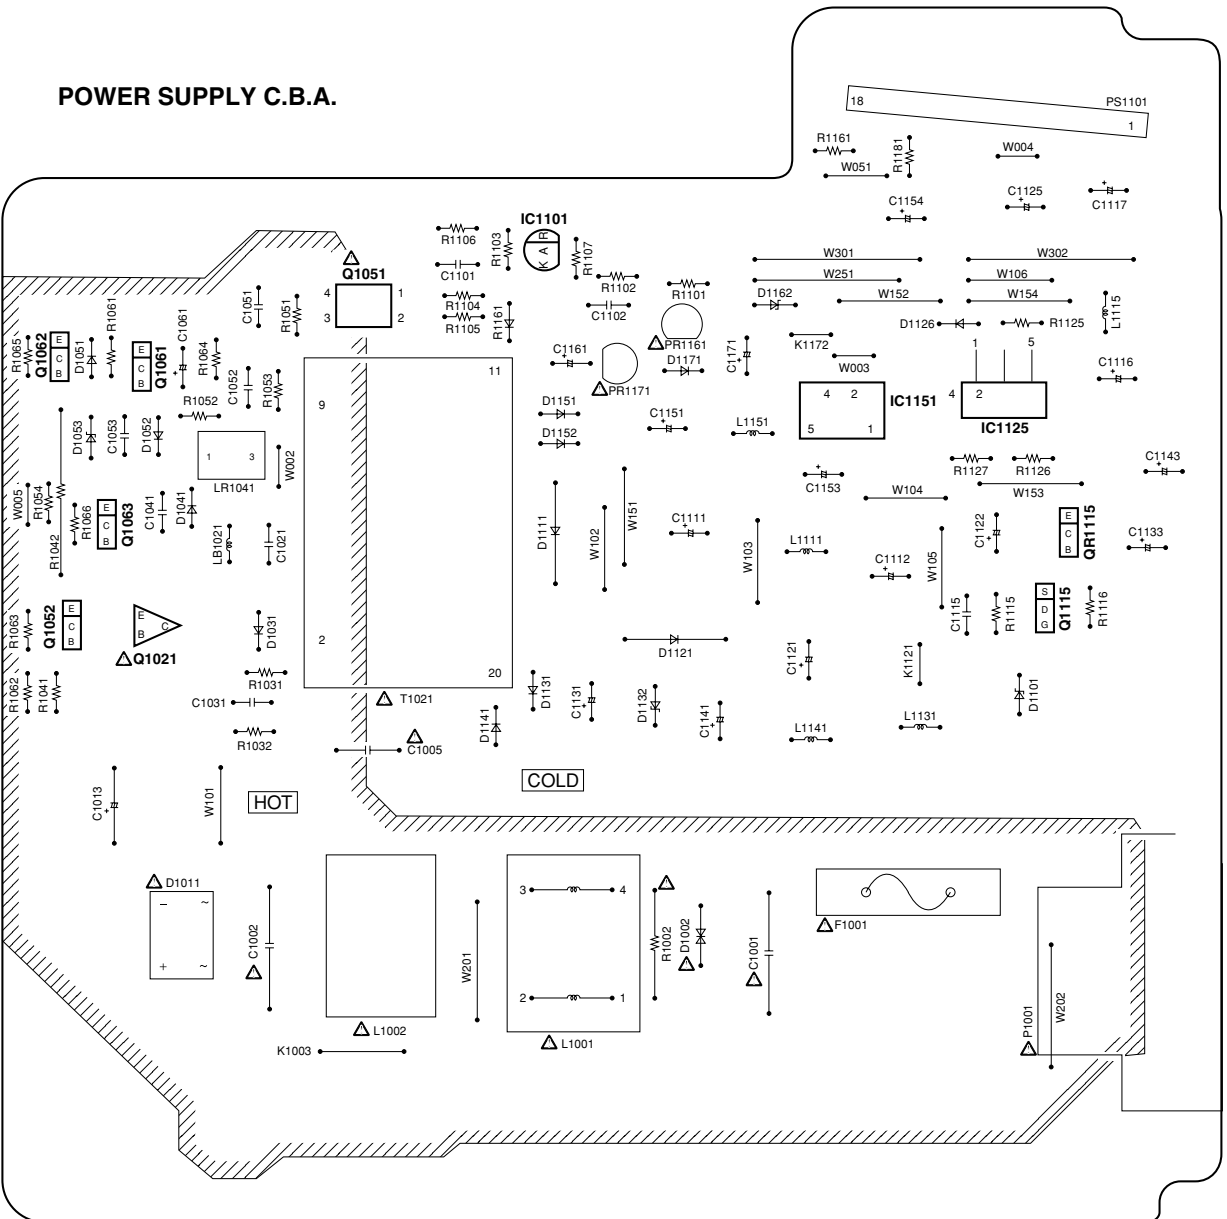 POWER SUPPLY C.B.A.
18 PS1101
1
R1161
R1181
W004
W051
C1154
C1125
C1117
IC1101
K A R
R1106
R1103
R1107
C1101
R1102
R1101
W301
W302
W251
W106
Q1051
4 1
3 2
C1051
R1051
R1104
R1105
R1161
C1102
D1162
W152
W154
L1115
D1126
R1125
R1061
C1061
R1065
Q1062
E
C
B
D1051
Q1061
E
C
B
R1064
PR1161
C1161
PR1171
D1171
C1171
K1172
W003
1 5
C1116
C1052
R1053
R1052
11
9
D1151
C1151
L1151
IC1151
4 2
5 1
IC1125
4 2
D1053
C1053
D1052
D1152
LR1041
1 3
W002
C1153
R1127
R1126
C1143
W104
W153
W005
R1054
R1042
R1066
Q1063
E
C
B
C1041
D1041
LB1021
C1021
D1111
W102
W151
C1111
W103
L1111
C1112
W105
C1122
QR1115
E
C
B
C1133
R1063
Q1052
E
C
B
Q1021
E
B
C
D1031
2
D1121
C1121
K1121
C1115
R1115
Q1115
S
D
G
R1116
R1062
R1041
R1031
C1031
R1032
20
T1021
D1131
C1131
D1132
C1141
D1141
C1005
L1141
L1131
D1101
C1013
W101
HOT
COLD
D1011
− ~
+ ~
C1002
L1002
K1003
W201
3 4
2 1
L1001
R1002
D1002
C1001
F1001
P1001
W202